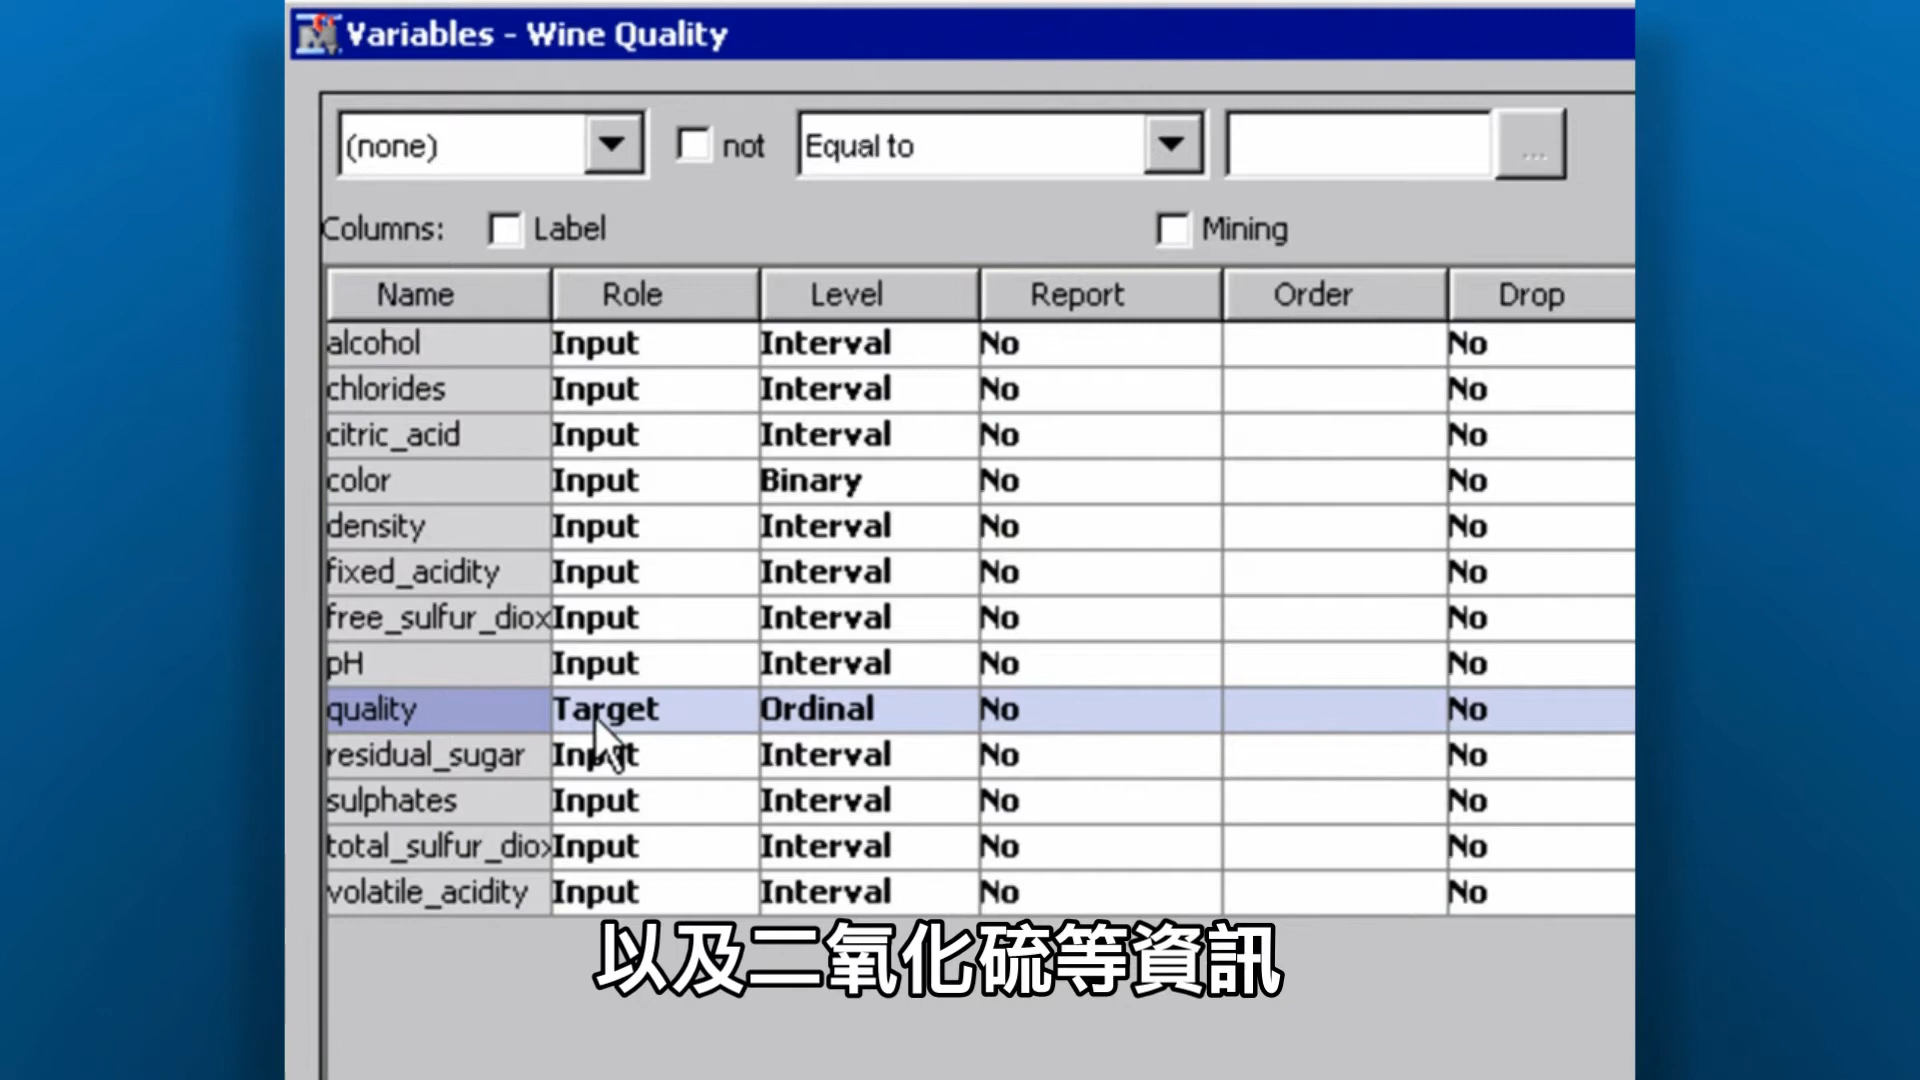 Variables - Wine Quality
(none) not Equal to ...
Columns: Label Mining
Name Role Level Report Order Drop
alcohol Input Interval No No
chlorides Input Interval No No
citric_acid Input Interval No No
color Input Binary No No
density Input Interval No No
fixed_acidity Input Interval No No
free_sulfur_diox Input Interval No No
pH Input Interval No No
quality Target Ordinal No No
residual_sugar Input Interval No No
sulphates Input Interval No No
total_sulfur_diox Input Interval No No
volatile_acidity Input Interval No No
以及二氧化硫等資訊